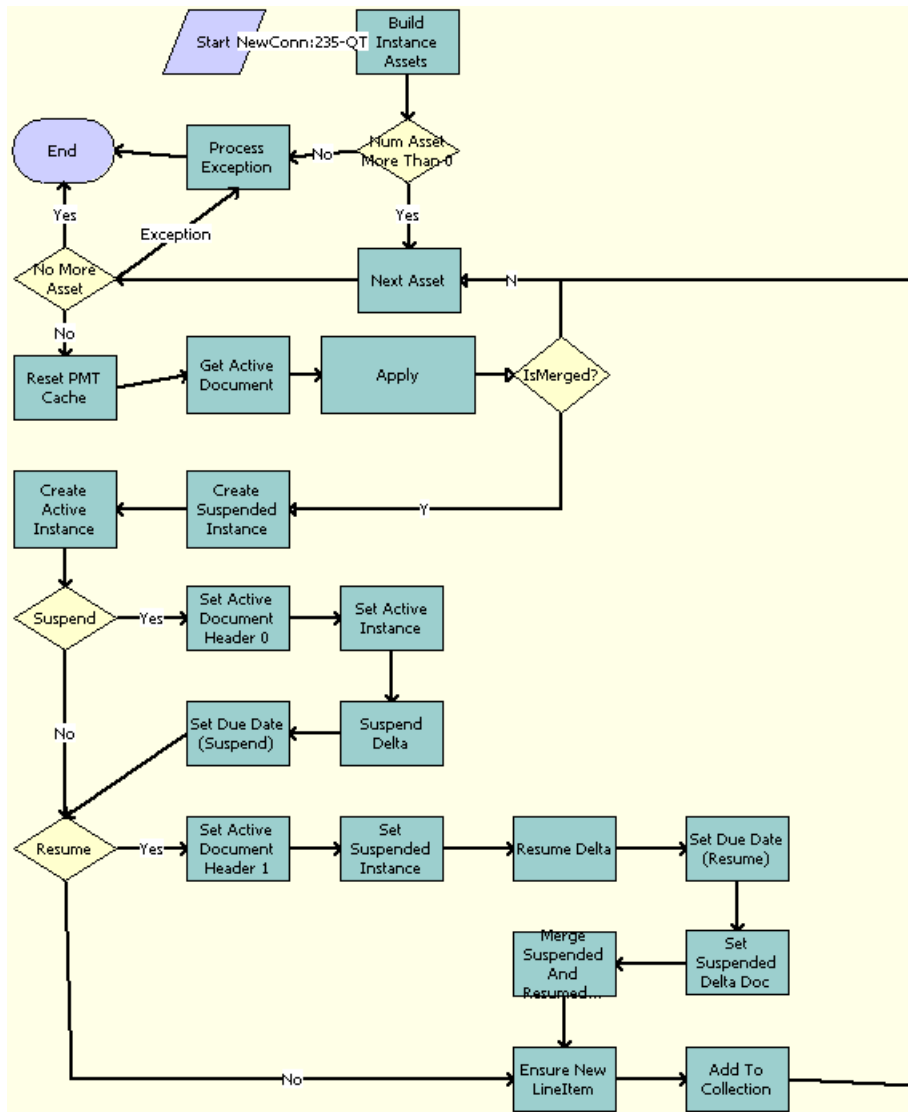 Start
NewConn:235-QT
Build
Instance
Assets
End
Process
Exception
No
Num Asset
More Than 0
Yes
Yes
Exception
No More
Asset
Next Asset
N
No
Reset PMT
Cache
Get Active
Document
Apply
IsMerged?
Create
Active
Instance
Create
Suspended
Instance
Y
Suspend
Yes
Set Active
Document
Header 0
Set Active
Instance
No
Set Due Date
(Suspend)
Suspend
Delta
Resume
Yes
Set Active
Document
Header 1
Set
Suspended
Instance
Resume Delta
Set Due Date
(Resume)
Merge
Suspended
And
Resumed...
Set
Suspended
Delta Doc
No
Ensure New
LineItem
Add To
Collection